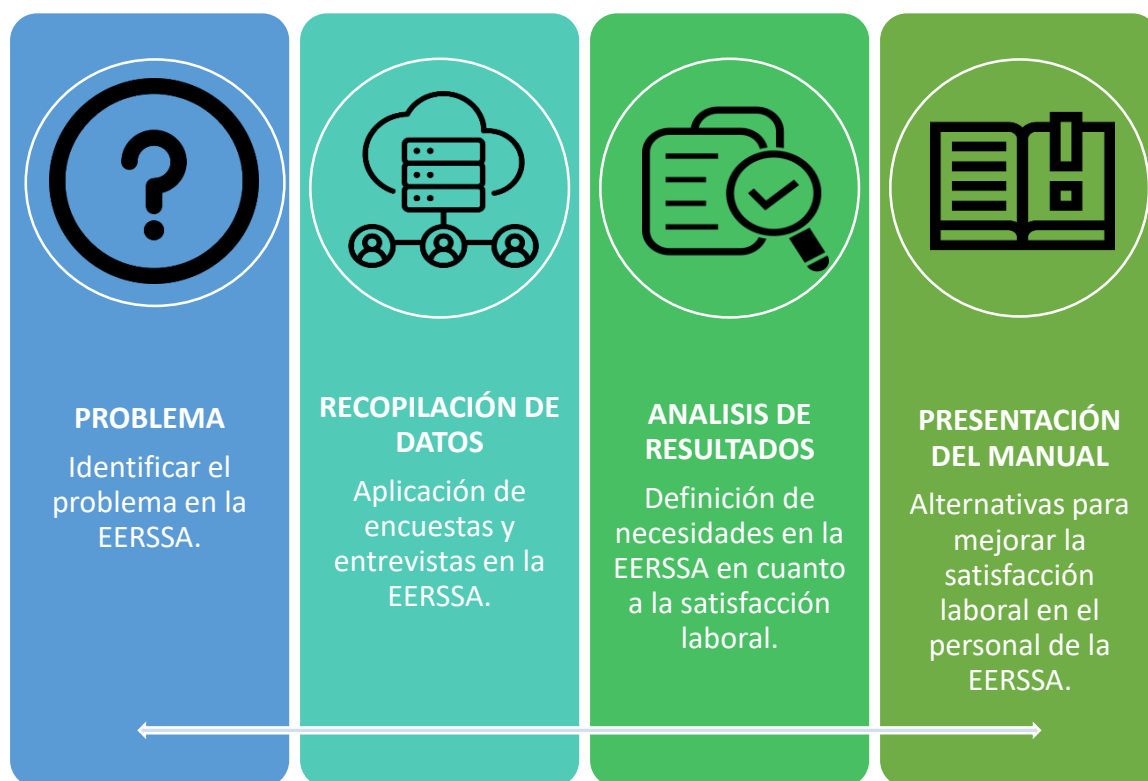 PROBLEMA
Identificar el
problema en la
EERSSA.
RECOPILACIÓN DE
DATOS
Aplicación de
encuestas y
entrevistas en la
EERSSA.
ANALISIS DE
RESULTADOS
Definición de
necesidades en la
EERSSA en cuanto
a la satisfacción
laboral.
PRESENTACIÓN
DEL MANUAL
Alternativas para
mejorar la
satisfacción
laboral en el
personal de la
EERSSA.